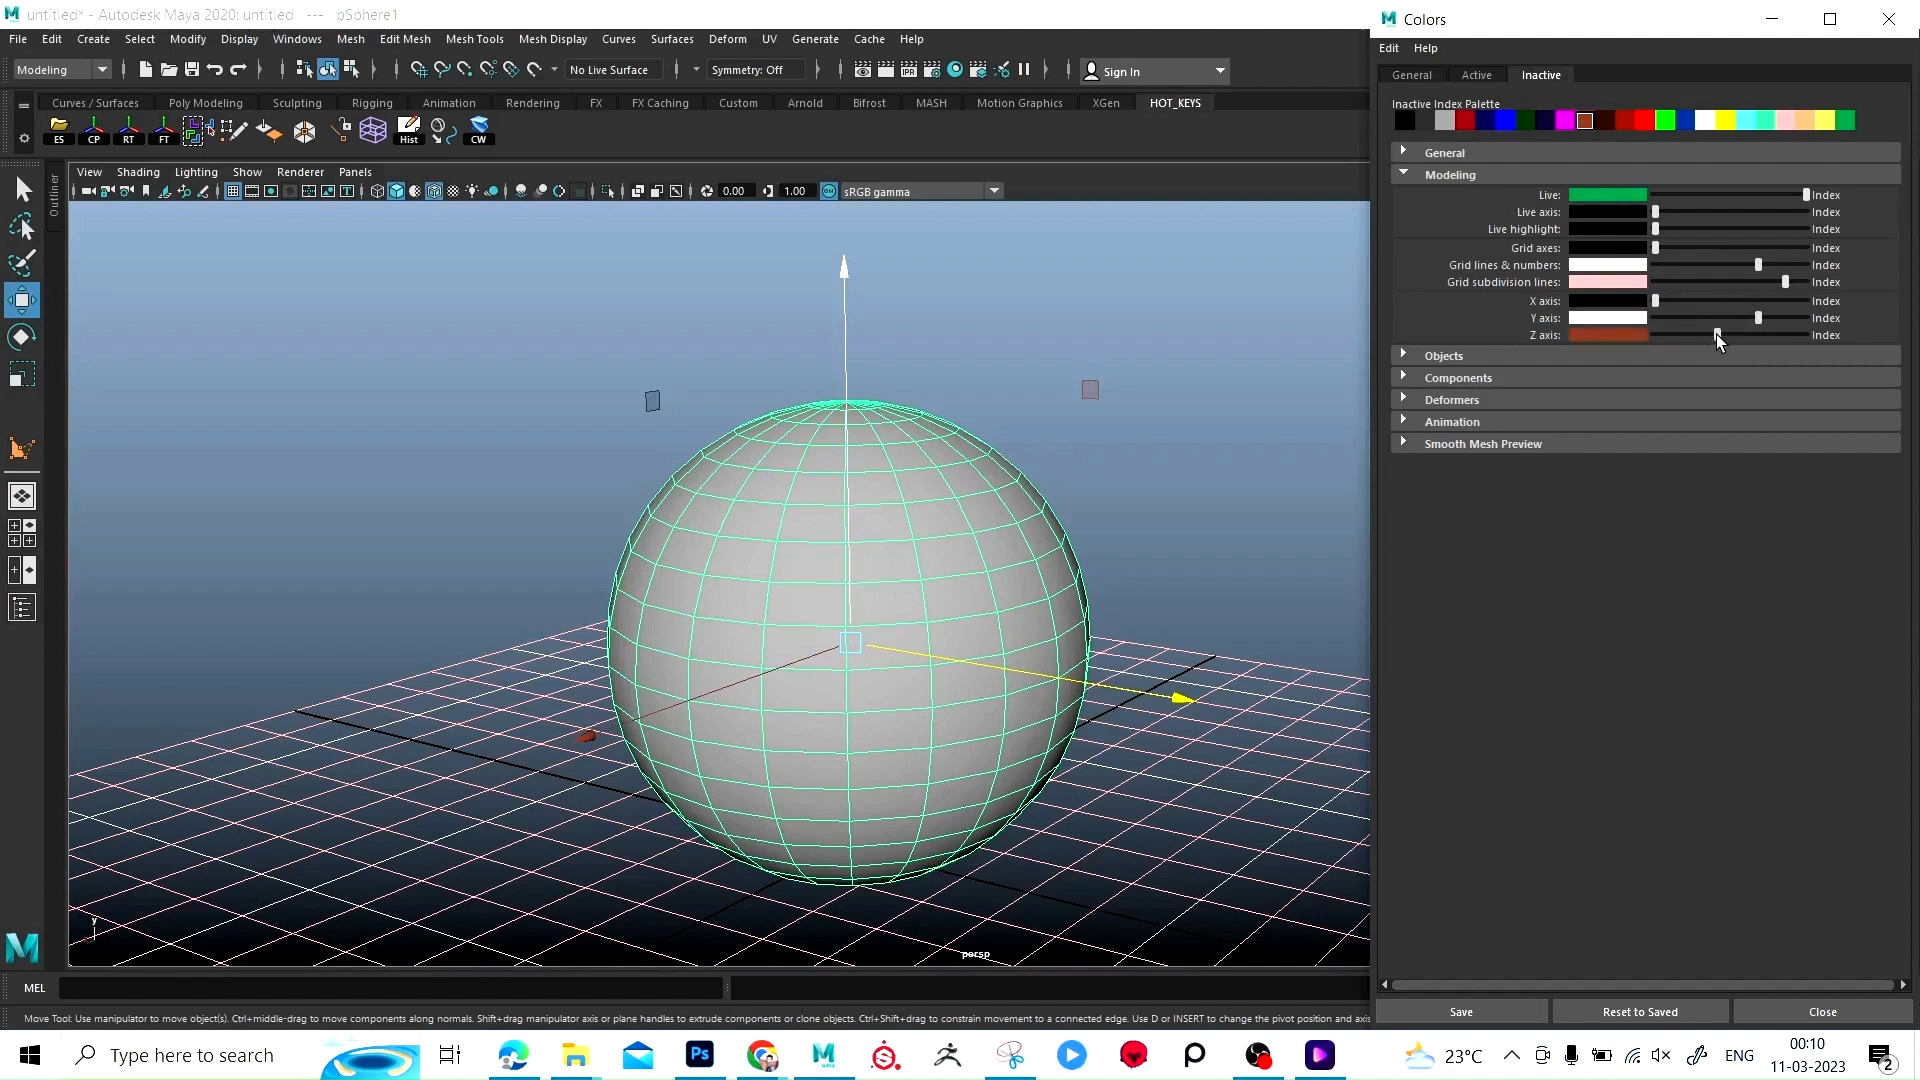 untitled* - Autodesk Maya 2020: untitled --- pSphere1
Colors
File Edit Create Select Modify Display Windows Mesh Edit Mesh Mesh Tools Mesh Display Curves Surfaces Deform UV Generate Cache Help
Edit Help
Modeling
No Live Surface
Symmetry: Off
IPR
Sign In
General Active Inactive
Curves / Surfaces Poly Modeling Sculpting Rigging Animation Rendering FX FX Caching Custom Arnold Bifrost MASH Motion Graphics XGen HOT_KEYS
Inactive Index Palette
ES CP RT FT Hist CW
General
Modeling
View Shading Lighting Show Renderer Panels
0.00 1.00 ON sRGB gamma
Outliner
Live: Index
Live axis: Index
Live highlight: Index
Grid axes: Index
Grid lines & numbers: Index
Grid subdivision lines: Index
X axis: Index
Y axis: Index
Z axis: Index
Objects
Components
Deformers
Animation
Smooth Mesh Preview
y
persp
MEL
Save Reset to Saved Close
Move Tool: Use manipulator to move object(s). Ctrl+middle-drag to move components along normals. Shift+drag manipulator axis or plane handles to extrude components or clone objects. Ctrl+Shift+drag to constrain movement to a connected edge. Use D or INSERT to change the pivot position and axis
Type here to search
Ps
23°C
ENG
00:10
11-03-2023
2